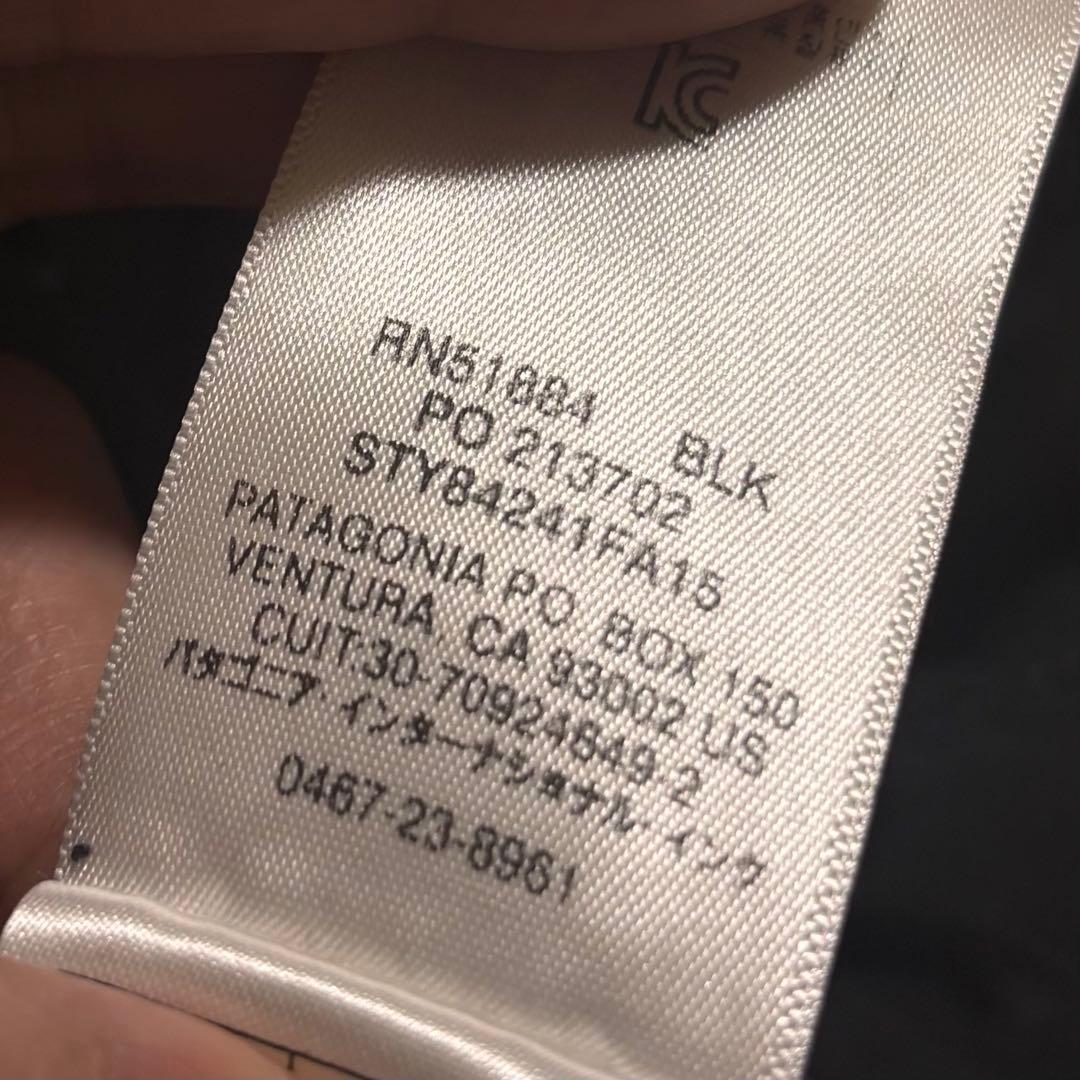 RN51884 BLK
PO 213702
STY84241FA15
PATAGONIA PO BOX 150
VENTURA, CA 93002 US
CUIT:30-70924649-2
パタゴニア インターナショナル インク
0467-23-8961